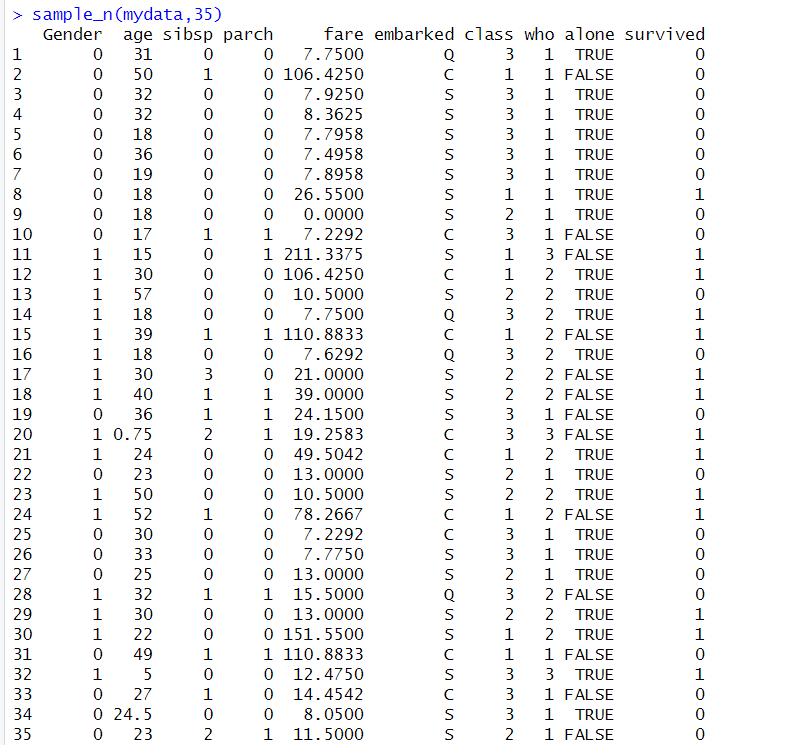 > sample_n(mydata,35)
Gender age sibsp parch fare embarked class who alone survived
1 0 31 0 0 7.7500 Q 3 1 TRUE 0
2 0 50 1 0 106.4250 C 1 1 FALSE 0
3 0 32 0 0 7.9250 S 3 1 TRUE 0
4 0 32 0 0 8.3625 S 3 1 TRUE 0
5 0 18 0 0 7.7958 S 3 1 TRUE 0
6 0 36 0 0 7.4958 S 3 1 TRUE 0
7 0 19 0 0 7.8958 S 3 1 TRUE 0
8 0 18 0 0 26.5500 S 1 1 TRUE 1
9 0 18 0 0 0.0000 S 2 1 TRUE 0
10 0 17 1 1 7.2292 C 3 1 FALSE 0
11 1 15 0 1 211.3375 S 1 3 FALSE 1
12 1 30 0 0 106.4250 C 1 2 TRUE 1
13 1 57 0 0 10.5000 S 2 2 TRUE 0
14 1 18 0 0 7.7500 Q 3 2 TRUE 1
15 1 39 1 1 110.8833 C 1 2 FALSE 1
16 1 18 0 0 7.6292 Q 3 2 TRUE 0
17 1 30 3 0 21.0000 S 2 2 FALSE 1
18 1 40 1 1 39.0000 S 2 2 FALSE 1
19 0 36 1 1 24.1500 S 3 1 FALSE 0
20 1 0.75 2 1 19.2583 C 3 3 FALSE 1
21 1 24 0 0 49.5042 C 1 2 TRUE 1
22 0 23 0 0 13.0000 S 2 1 TRUE 0
23 1 50 0 0 10.5000 S 2 2 TRUE 1
24 1 52 1 0 78.2667 C 1 2 FALSE 1
25 0 30 0 0 7.2292 C 3 1 TRUE 0
26 0 33 0 0 7.7750 S 3 1 TRUE 0
27 0 25 0 0 13.0000 S 2 1 TRUE 0
28 1 32 1 1 15.5000 Q 3 2 FALSE 0
29 1 30 0 0 13.0000 S 2 2 TRUE 1
30 1 22 0 0 151.5500 S 1 2 TRUE 1
31 0 49 1 1 110.8833 C 1 1 FALSE 0
32 1 5 0 0 12.4750 S 3 3 TRUE 1
33 0 27 1 0 14.4542 C 3 1 FALSE 0
34 0 24.5 0 0 8.0500 S 3 1 TRUE 0
35 0 23 2 1 11.5000 S 2 1 FALSE 0